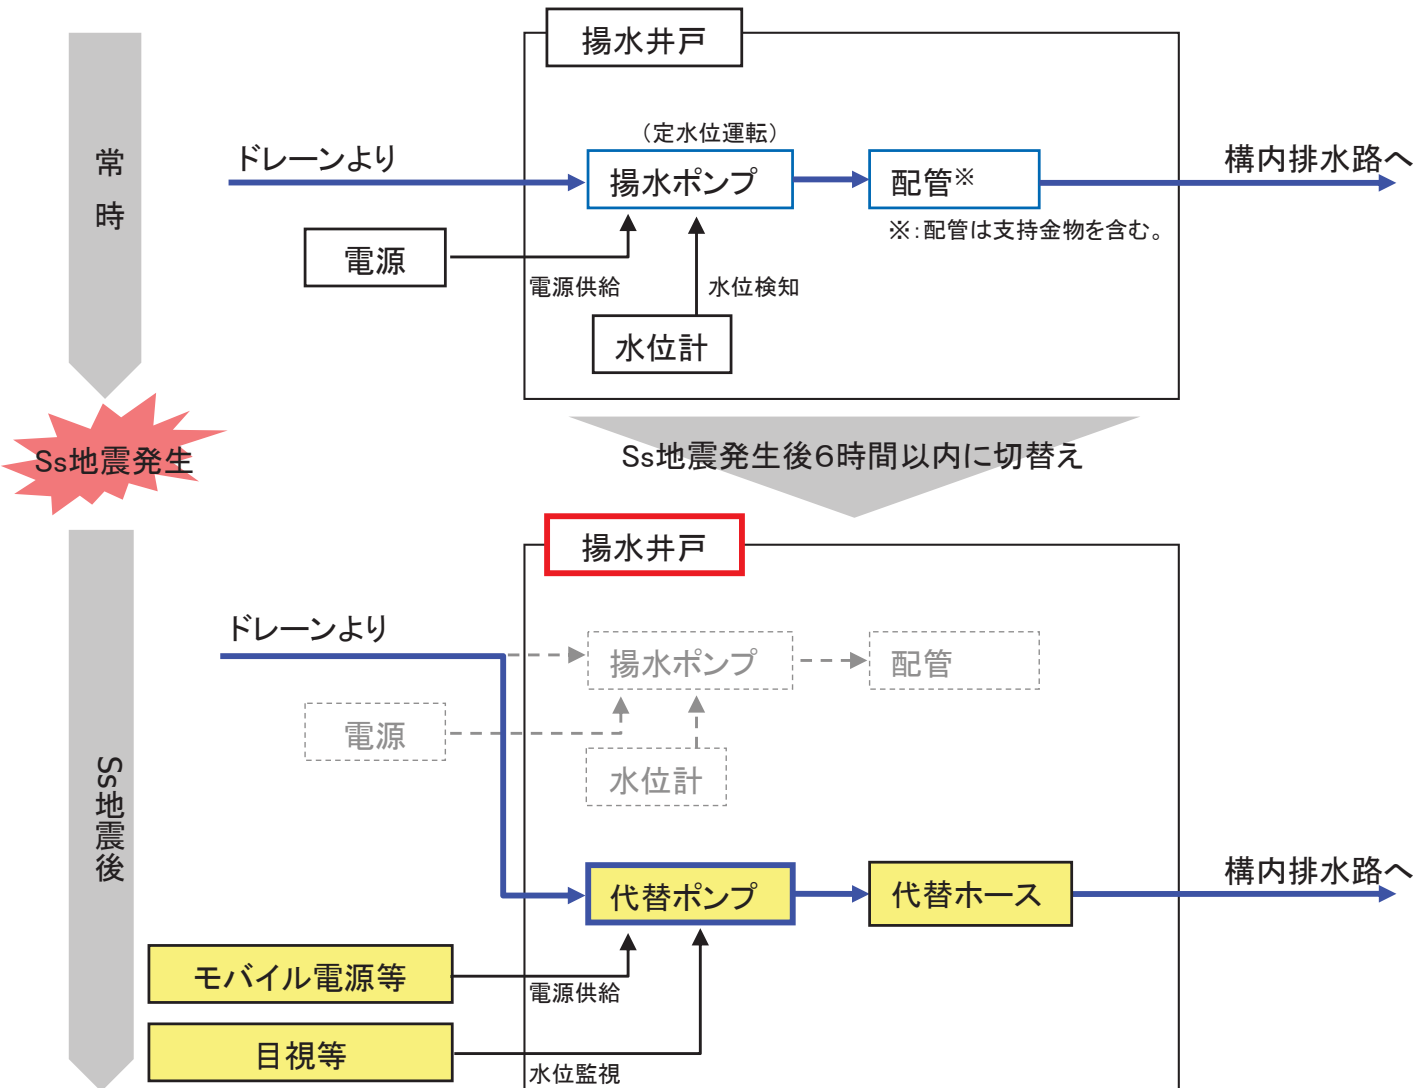 揚水井戸
常時
(定水位運転)
ドレーンより
揚水ポンプ
配管※
構内排水路へ
※:配管は支持金物を含む。
電源
電源供給
水位検知
水位計
Ss地震発生
Ss地震発生後6時間以内に切替え
揚水井戸
Ss地震後
ドレーンより
揚水ポンプ
配管
電源
水位計
代替ポンプ
代替ホース
構内排水路へ
モバイル電源等
電源供給
目視等
水位監視